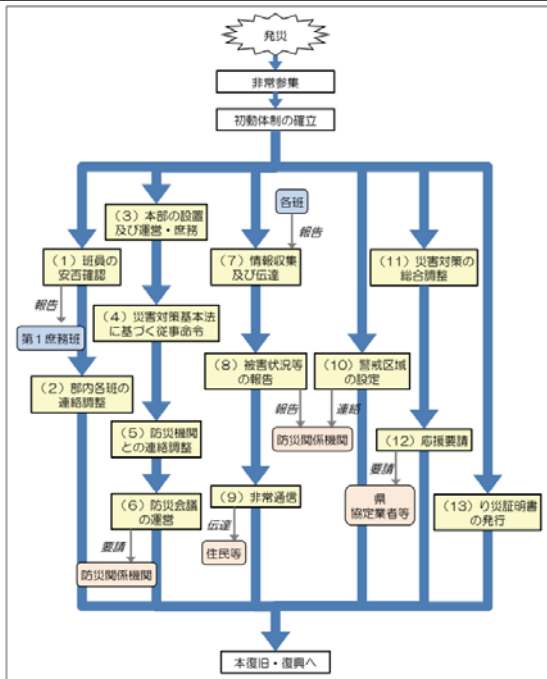 発災
非常参集
初動体制の確立
(1)班員の
安否確認
報告
第1庶務班
(2)部内各班の
連絡調整
(3)本部の設置
及び運営・庶務
(4)災害対策基本法
に基づく従事命令
(5)防災機関
との連絡調整
(6)防災会議
の運営
要請
防災関係機関
各班
報告
(7)情報収集
及び伝達
(8)被害状況等
の報告
報告
防災関係機関
(9)非常通信
伝達
住民等
(10)警戒区域
の設定
連絡
(11)災害対策の
総合調整
(12)応援要請
要請
県
協定業者等
(13)り災証明書
の発行
本復旧・復興へ